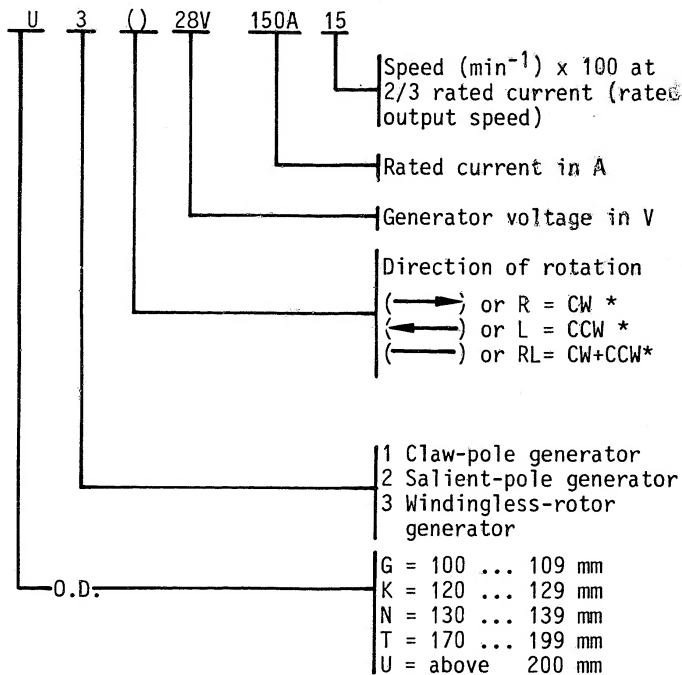 U 3 () 28V 150A 15
Speed (min⁻¹) x 100 at
2/3 rated current (rated
output speed)
Rated current in A
Generator voltage in V
Direction of rotation
(⟶) or R = CW *
(⟵) or L = CCW *
(—) or RL= CW+CCW*
1 Claw-pole generator
2 Salient-pole generator
3 Windingless-rotor
generator
O.D.
G = 100 ... 109 mm
K = 120 ... 129 mm
N = 130 ... 139 mm
T = 170 ... 199 mm
U = above 200 mm